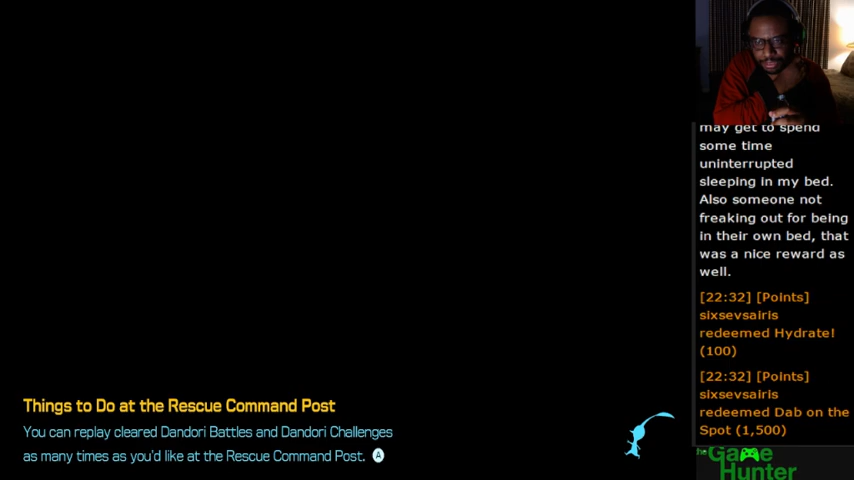 may get to spend
some time
uninterrupted
sleeping in my bed.
Also someone not
freaking out for being
in their own bed, that
was a nice reward as
well.
[22:32] [Points]
sixsevsairis
redeemed Hydrate!
(100)
[22:32] [Points]
sixsevsairis
redeemed Dab on the
Spot (1,500)
Things to Do at the Rescue Command Post
You can replay cleared Dandori Battles and Dandori Challenges
as many times as you'd like at the Rescue Command Post. A
the Game
Hunter